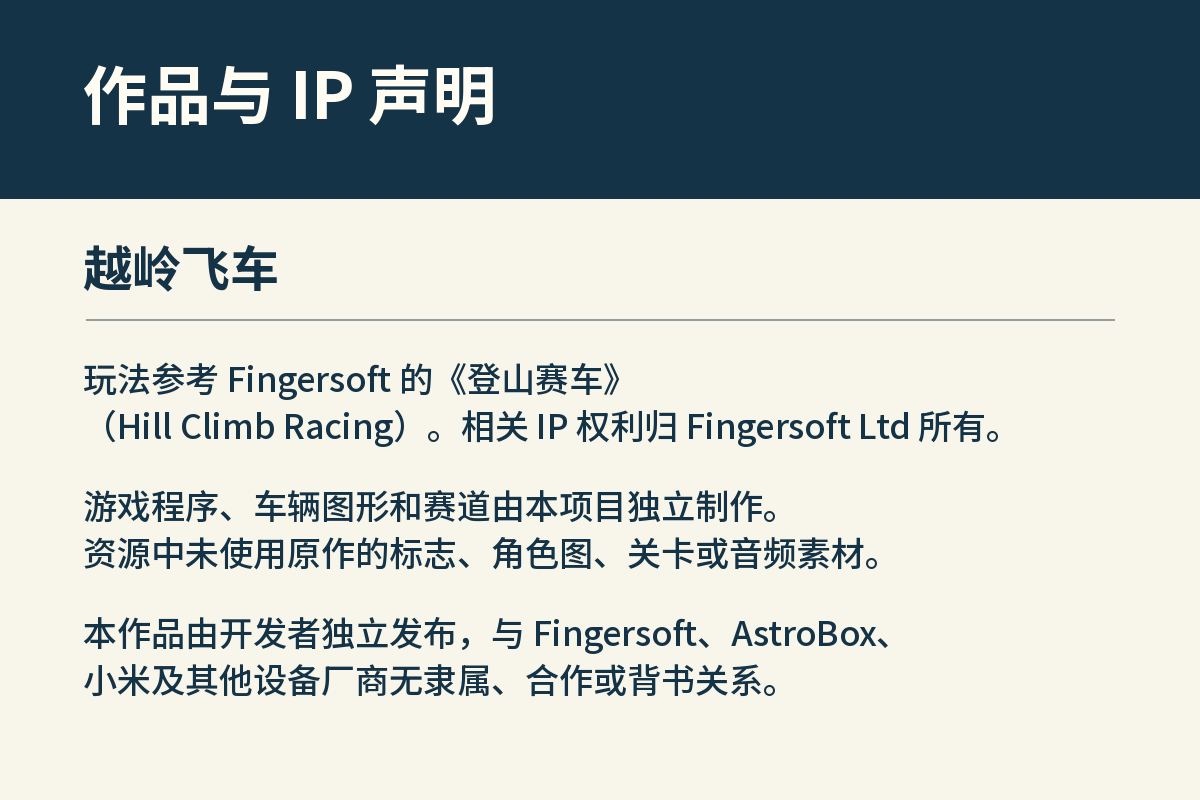 作品与 IP 声明
越岭飞车
玩法参考 Fingersoft 的《登山赛车》
（Hill Climb Racing）。相关 IP 权利归 Fingersoft Ltd 所有。
游戏程序、车辆图形和赛道由本项目独立制作。
资源中未使用原作的标志、角色图、关卡或音频素材。
本作品由开发者独立发布，与 Fingersoft、AstroBox、
小米及其他设备厂商无隶属、合作或背书关系。